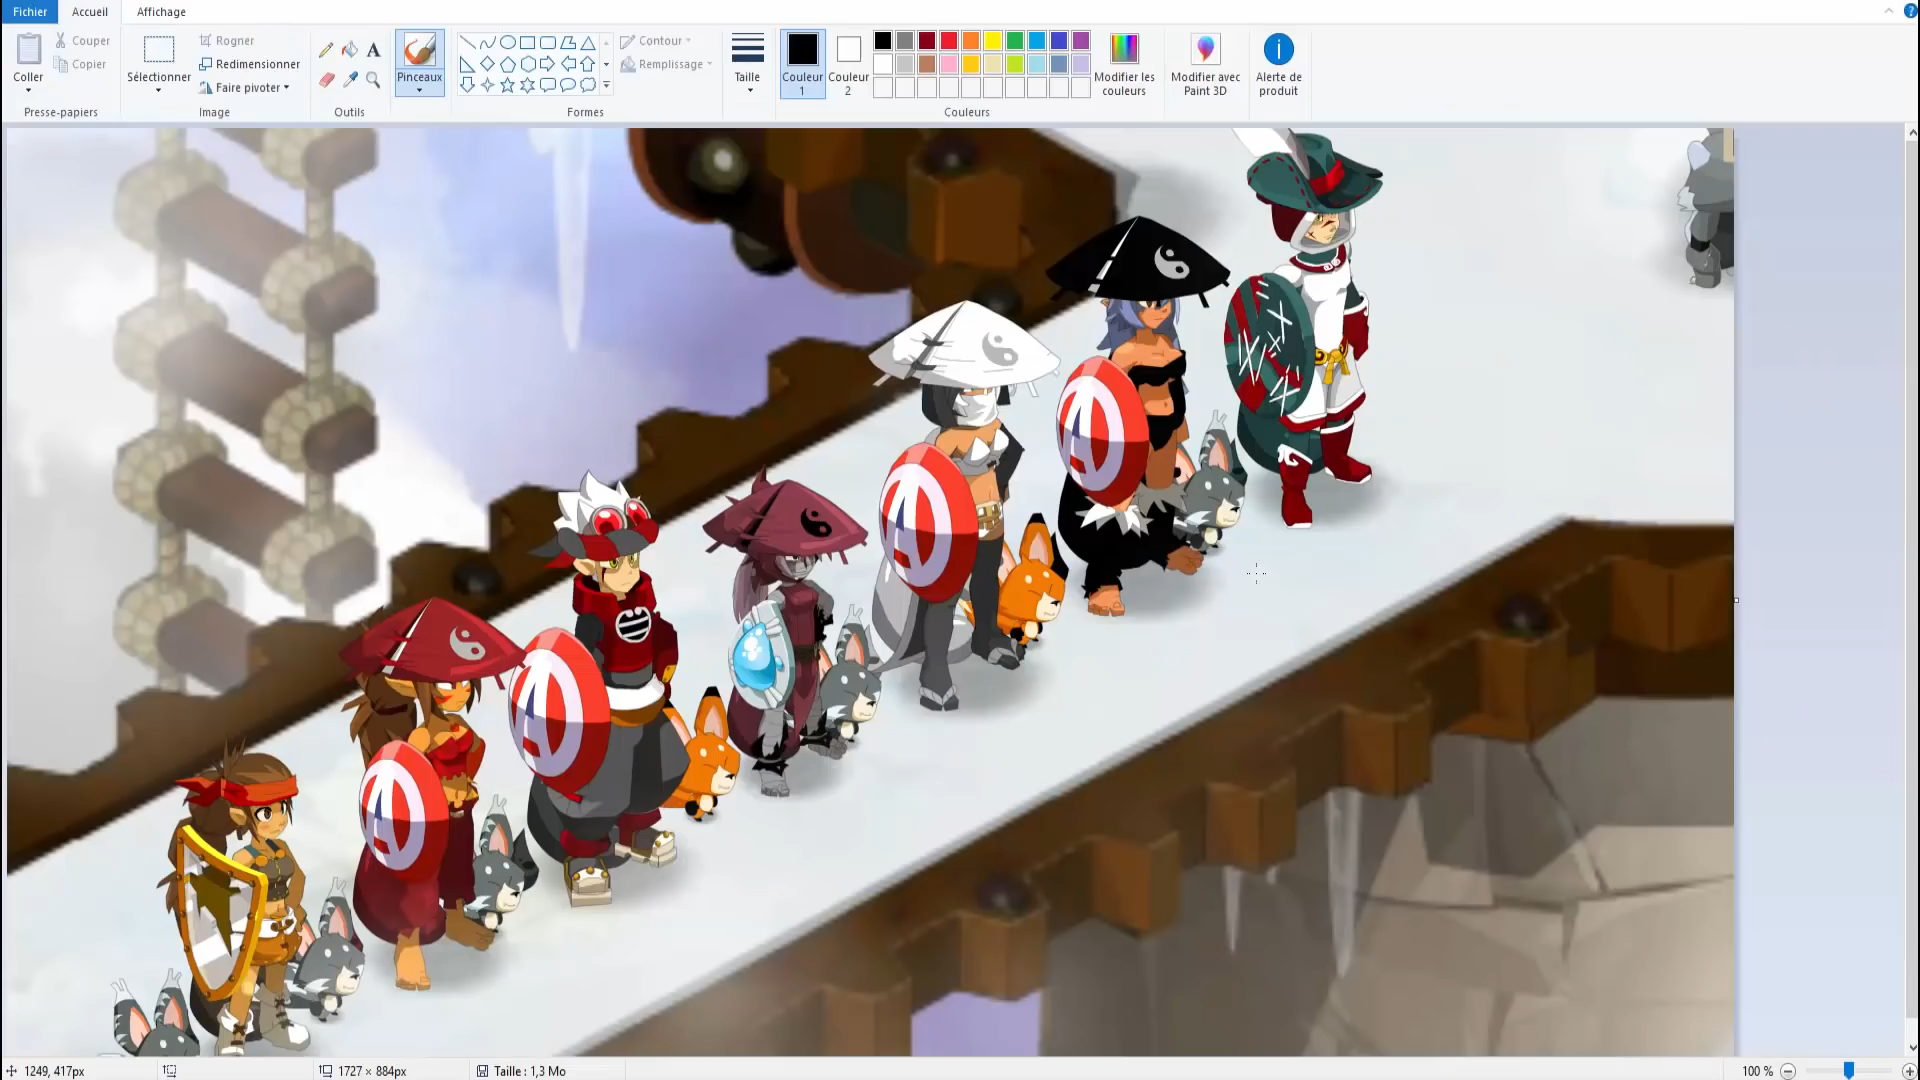 Fichier Accueil Affichage
Coller
Couper
Copier
Presse-papiers
Sélectionner
Rogner
Redimensionner
Faire pivoter
Image
A
Outils
Pinceaux
Formes
Contour
Remplissage
Taille
Couleur 1
Couleur 2
Modifier les couleurs
Couleurs
Modifier avec Paint 3D
Alerte de produit
1249, 417px
1727 × 884px
Taille : 1,3 Mo
100 %